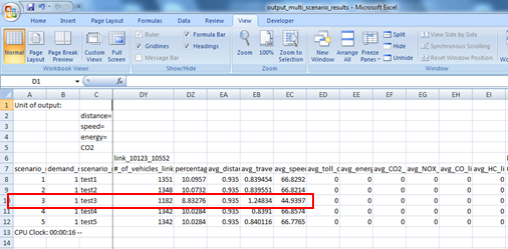 output_multi_scenario_results - Microsoft Excel
Home Insert Page Layout Formulas Data Review View Developer
Normal Page Layout Page Break Preview Custom Views Full Screen
Workbook Views
Ruler Formula Bar
Gridlines Headings
Message Bar
Show/Hide
Zoom 100% Zoom to Selection
Zoom
New Window Arrange All Freeze Panes
Split
Hide
Unhide
View Side by Side
Synchronous Scrolling
Reset Window Position
Window
D1 fx
A B C DY DZ EA EB EC ED EE EF EG EH EI
1 Unit of output:
2 distance=
3 speed=
4 energy=
5 CO2
6 link_10123_10552
7 scenario_ demand_ scenario_ #_of_vehicles_link percentag avg_distar avg_trave avg_speed avg_toll_c avg_energ avg_CO2_ avg_NOX_ avg_CO_li avg_HC_li
8 1 1 test1 1351 10.0957 0.935 0.839454 66.8292 0 0 0 0 0 0
9 2 1 test2 1348 10.0732 0.935 0.839551 66.8214 0 0 0 0 0 0
10 3 1 test3 1182 8.83276 0.935 1.24834 44.9397 0 0 0 0 0 0
11 4 1 test4 1342 10.0284 0.935 0.8391 66.8574 0 0 0 0 0 0
12 5 1 test5 1342 10.0284 0.935 0.840116 66.7765 0 0 0 0 0 0
13 CPU Clock: 00:00:16 --
14